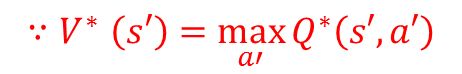 ∵ V* (s′) = max_{a′} Q*(s′, a′)